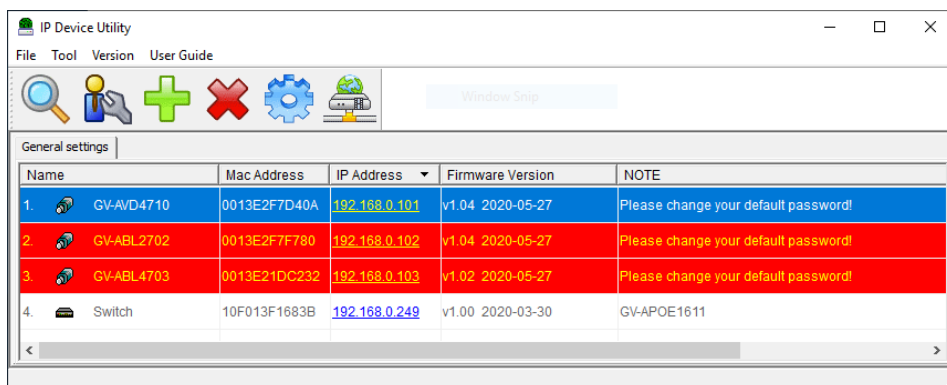 IP Device Utility
File Tool Version User Guide
Window Snip
General settings
Name Mac Address IP Address Firmware Version NOTE
1. GV-AVD4710 0013E2F7D40A 192.168.0.101 v1.04 2020-05-27 Please change your default password!
2. GV-ABL2702 0013E2F7F780 192.168.0.102 v1.04 2020-05-27 Please change your default password!
3. GV-ABL4703 0013E21DC232 192.168.0.103 v1.02 2020-05-27 Please change your default password!
4. Switch 10F013F1683B 192.168.0.249 v1.00 2020-03-30 GV-APOE1611